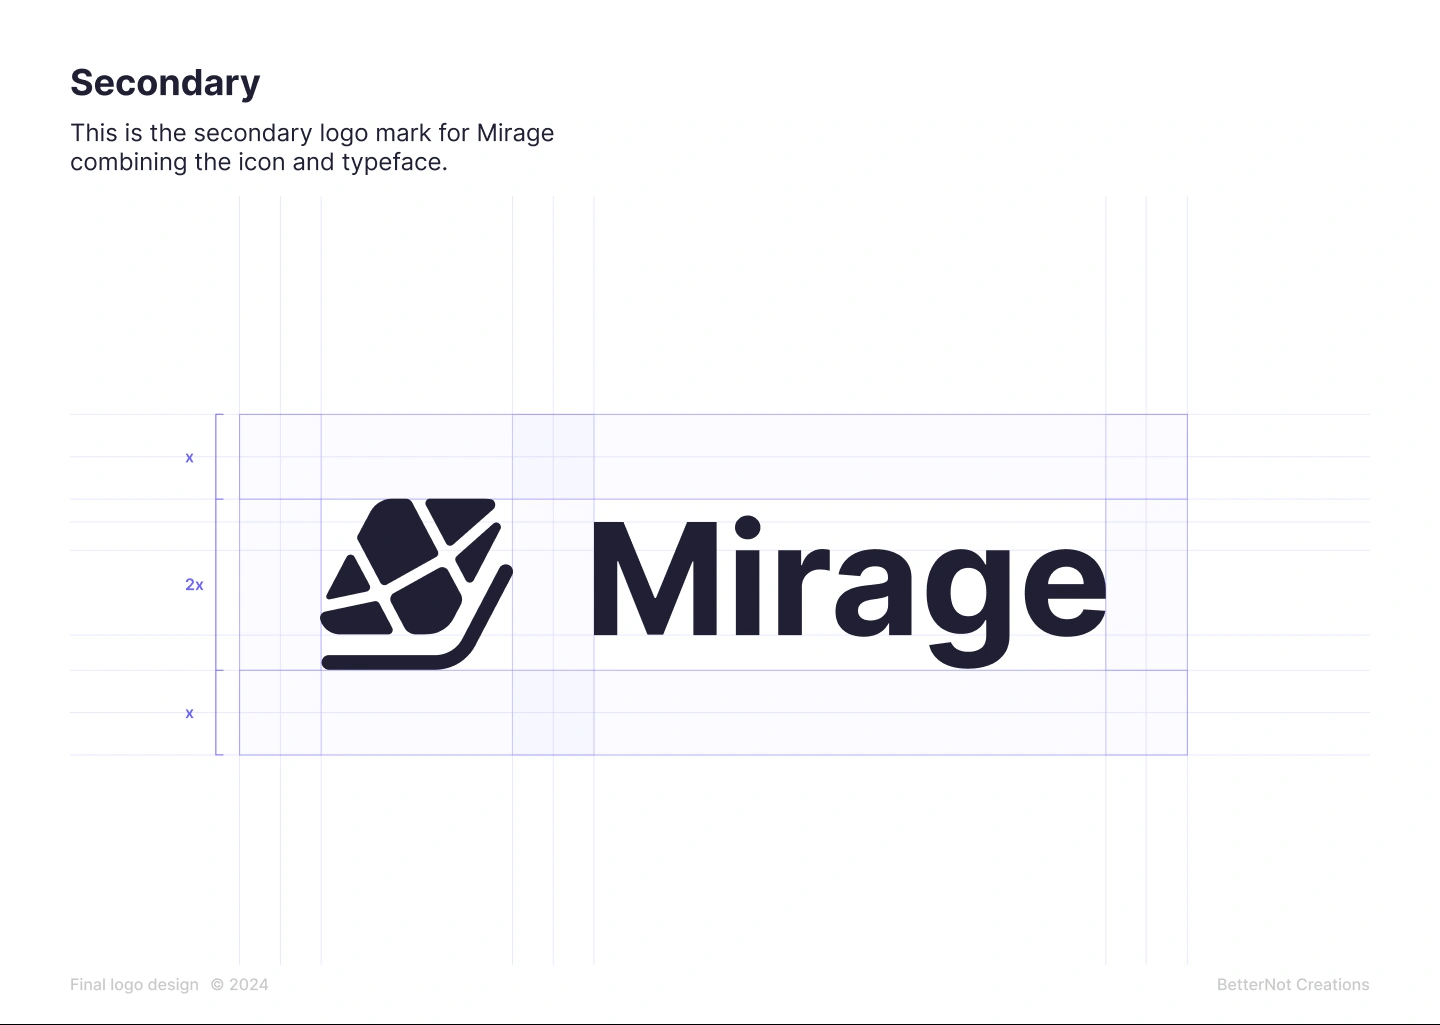 Secondary
This is the secondary logo mark for Mirage
combining the icon and typeface.
x
2x
Mirage
x
Final logo design © 2024
BetterNot Creations